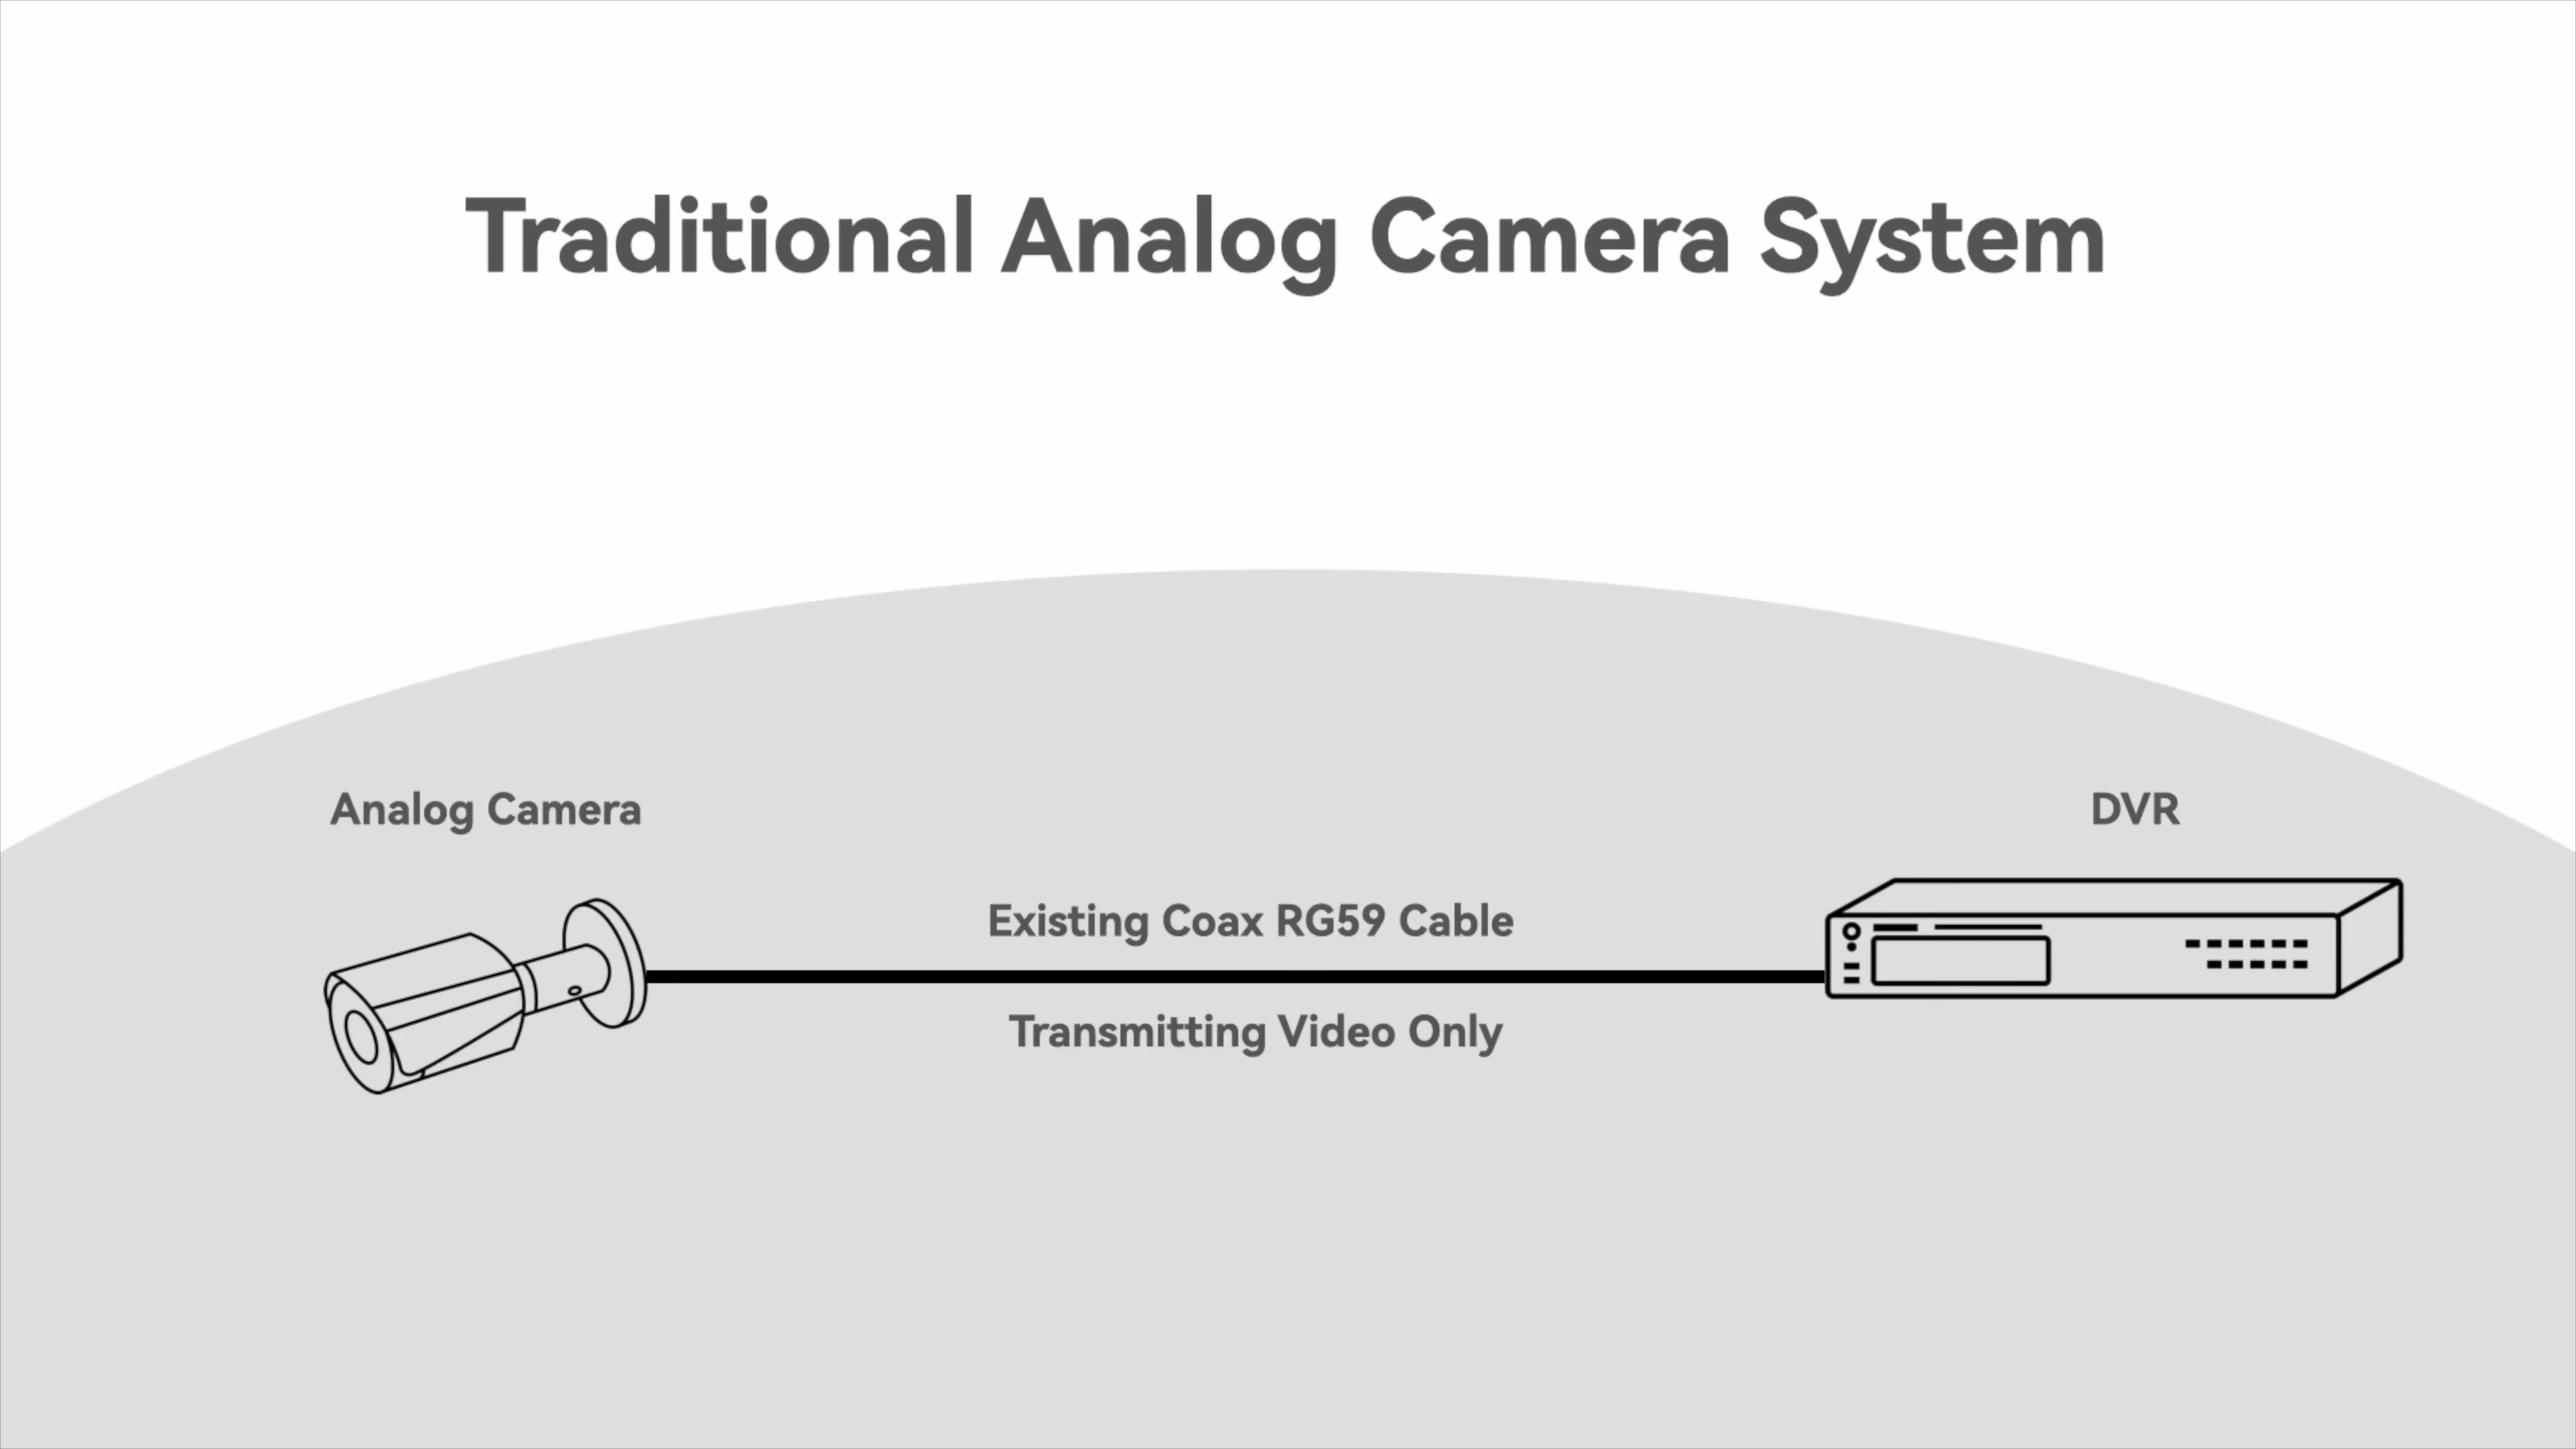 Traditional Analog Camera System
Analog Camera
DVR
Existing Coax RG59 Cable
Transmitting Video Only